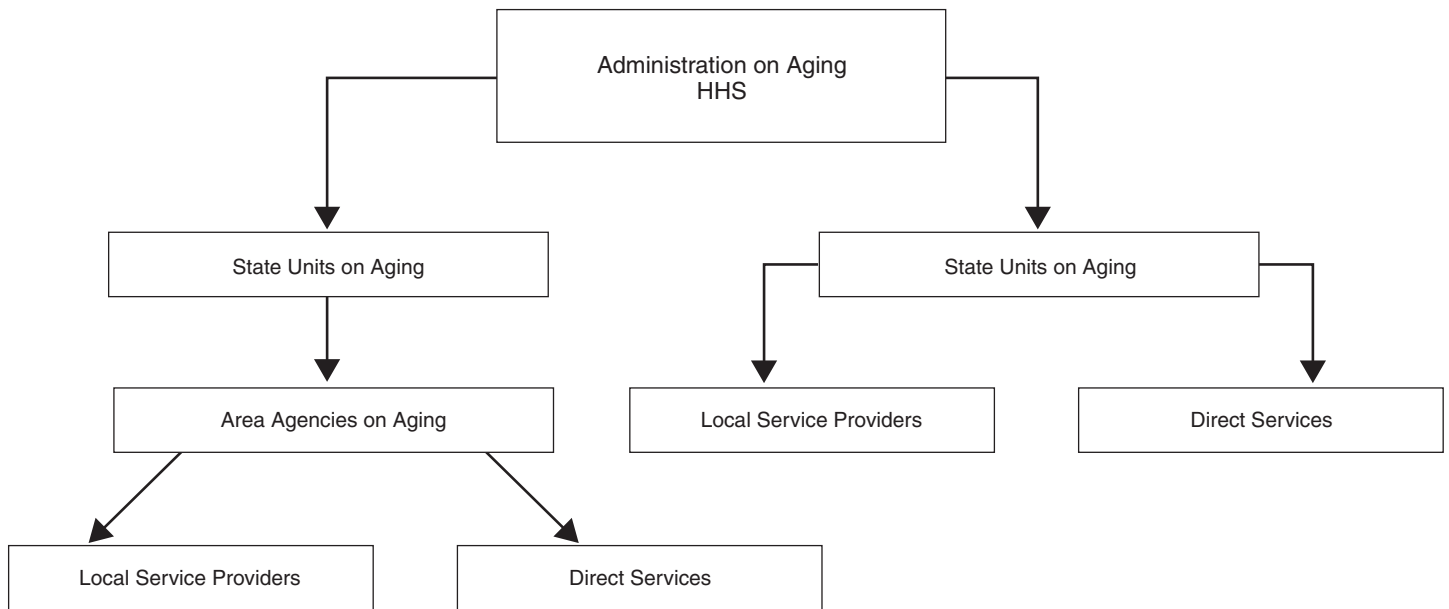 Administration on Aging
HHS
State Units on Aging
State Units on Aging
Area Agencies on Aging
Local Service Providers
Direct Services
Local Service Providers
Direct Services